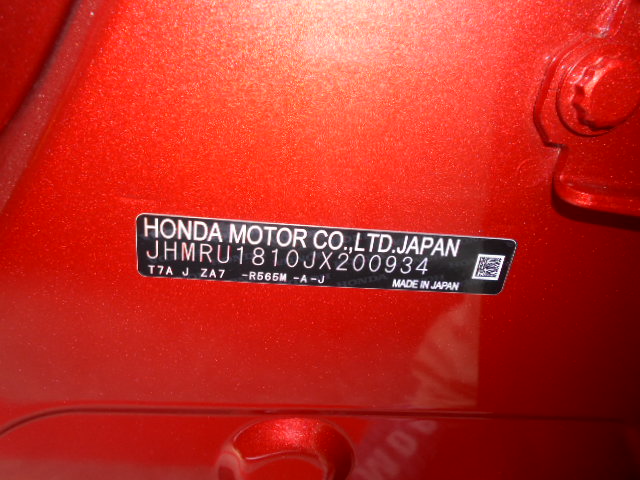 HONDA MOTOR CO.,LTD.JAPAN
JHMRU1810JX200934
T7A J ZA7 -R565M -A-J
MADE IN JAPAN